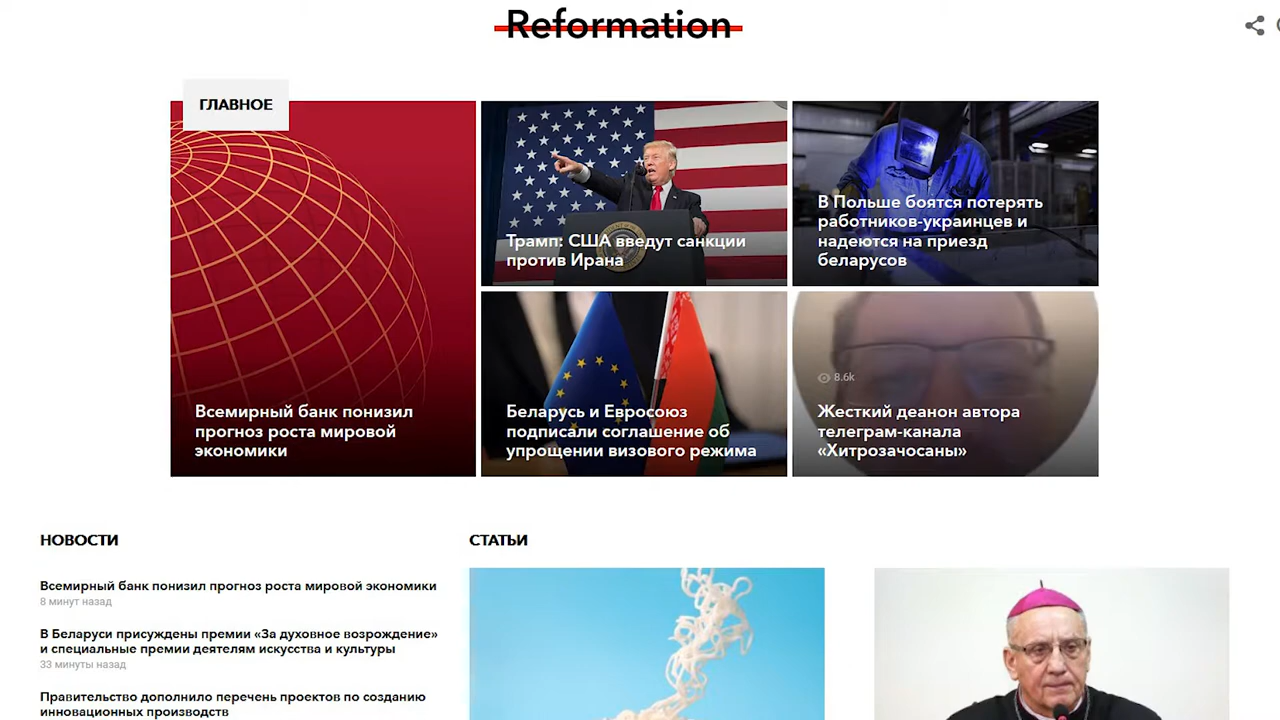 Reformation
ГЛАВНОЕ
Всемирный банк понизил
прогноз роста мировой
экономики
Трамп: США введут санкции
против Ирана
В Польше боятся потерять
работников-украинцев и
надеются на приезд
беларусов
Беларусь и Евросоюз
подписали соглашение об
упрощении визового режима
8.6k
Жесткий деанон автора
телеграм-канала
«Хитрозачосаны»
НОВОСТИ
Всемирный банк понизил прогноз роста мировой экономики
8 минут назад
В Беларуси присуждены премии «За духовное возрождение»
и специальные премии деятелям искусства и культуры
33 минуты назад
Правительство дополнило перечень проектов по созданию
инновационных производств
СТАТЬИ